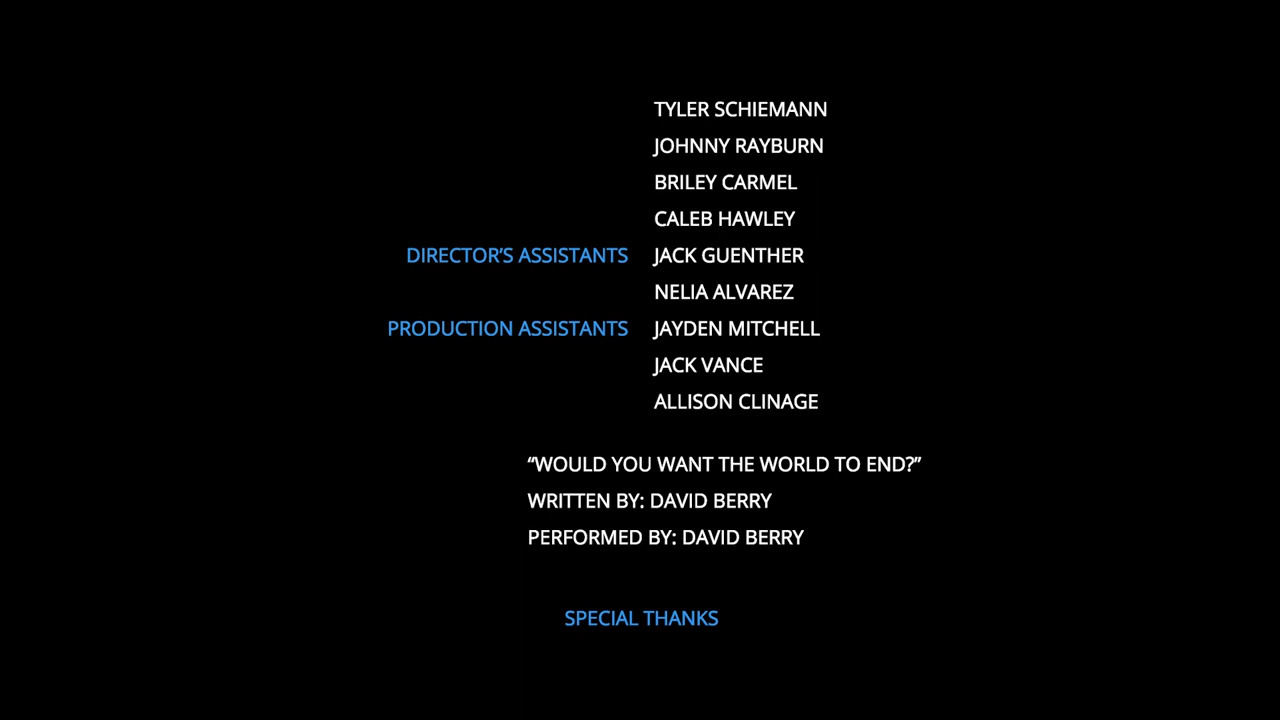 TYLER SCHIEMANN
JOHNNY RAYBURN
BRILEY CARMEL
CALEB HAWLEY
DIRECTOR’S ASSISTANTS JACK GUENTHER
NELIA ALVAREZ
PRODUCTION ASSISTANTS JAYDEN MITCHELL
JACK VANCE
ALLISON CLINAGE
“WOULD YOU WANT THE WORLD TO END?”
WRITTEN BY: DAVID BERRY
PERFORMED BY: DAVID BERRY
SPECIAL THANKS